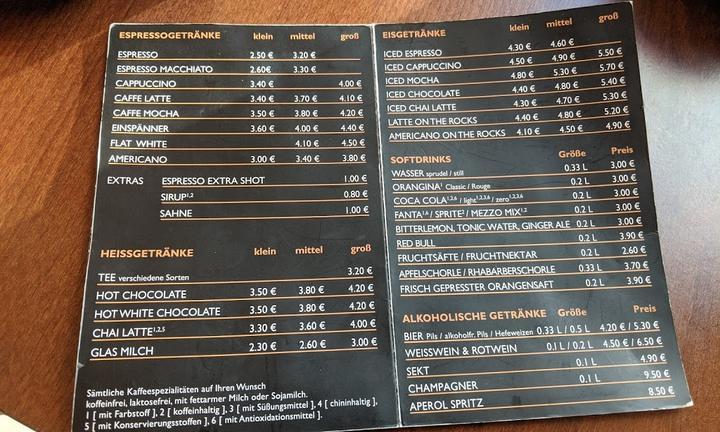 ESPRESSOGETRÄNKE klein mittel groß
ESPRESSO 2.50 € 3.20 €
ESPRESSO MACCHIATO 2.60€ 3.30 €
CAPPUCCINO 3.40 € 4.00 €
CAFFE LATTE 3.40 € 3.70 € 4.10 €
CAFFE MOCHA 3.50 € 3.80 € 4.20 €
EINSPÄNNER 3.60 € 4.00 € 4.40 €
FLAT WHITE 4.10 € 4.50 €
AMERICANO 3.00 € 3.40 € 3.80 €
EXTRAS ESPRESSO EXTRA SHOT 1.00 €
SIRUP1,2 0.80 €
SAHNE 1.00 €
HEISSGETRÄNKE klein mittel groß
TEE verschiedene Sorten 3.20 €
HOT CHOCOLATE 3.50 € 3.80 € 4.20 €
HOT WHITE CHOCOLATE 3.50 € 3.80 € 4.20 €
CHAI LATTE1,2,5 3.30 € 3.60 € 4.00 €
GLAS MILCH 2.30 € 2.60 € 3.00 €
Sämtliche Kaffeespezialitäten auf Ihren Wunsch
koffeinfrei, laktosefrei, mit fettarmer Milch oder Sojamilch.
1 [ mit Farbstoff ], 2 [ koffeinhaltig ], 3 [ mit Süßungsmittel ], 4 [ chininhaltig ],
5 [ mit Konservierungsstoffen ], 6 [ mit Antioxidationsmittel ].
EISGETRÄNKE klein mittel groß
ICED ESPRESSO 4.30 € 4.60 €
ICED CAPPUCCINO 4.50 € 4.90 € 5.50 €
ICED MOCHA 4.80 € 5.30 € 5.70 €
ICED CHOCOLATE 4.40 € 4.80 € 5.40 €
ICED CHAI LATTE 4.30 € 4.70 € 5.30 €
LATTE ON THE ROCKS 4.40 € 4.80 € 5.20 €
AMERICANO ON THE ROCKS 4.10 € 4.50 € 4.90 €
SOFTDRINKS Größe Preis
WASSER sprudel / still 0.33 L 3.00 €
ORANGINA1 Classic / Rouge 0.2 L 3.00 €
COCA COLA1,2,6 / light1,2,3,6 / zero1,2,3,6 0.2 L 3.00 €
FANTA1,6 / SPRITE2 / MEZZO MIX1,2 0.2 L 3.00 €
BITTERLEMON, TONIC WATER, GINGER ALE 0.2 L 3.00 €
RED BULL 0.2 L 3.90 €
FRUCHTSÄFTE / FRUCHTNEKTAR 0.2 L 2.60 €
APFELSCHORLE / RHABARBERSCHORLE 0.33 L 3.70 €
FRISCH GEPRESSTER ORANGENSAFT 0.2 L 3.90 €
ALKOHOLISCHE GETRÄNKE Größe Preis
BIER Pils / alkoholfr. Pils / Hefeweizen 0.33 L / 0.5 L 4.20 € / 5.30 €
WEISSWEIN & ROTWEIN 0.1 L / 0.2 L 4.50 € / 6.50 €
SEKT 0.1 L 4.90 €
CHAMPAGNER 0.1 L 9.50 €
APEROL SPRITZ 8.50 €